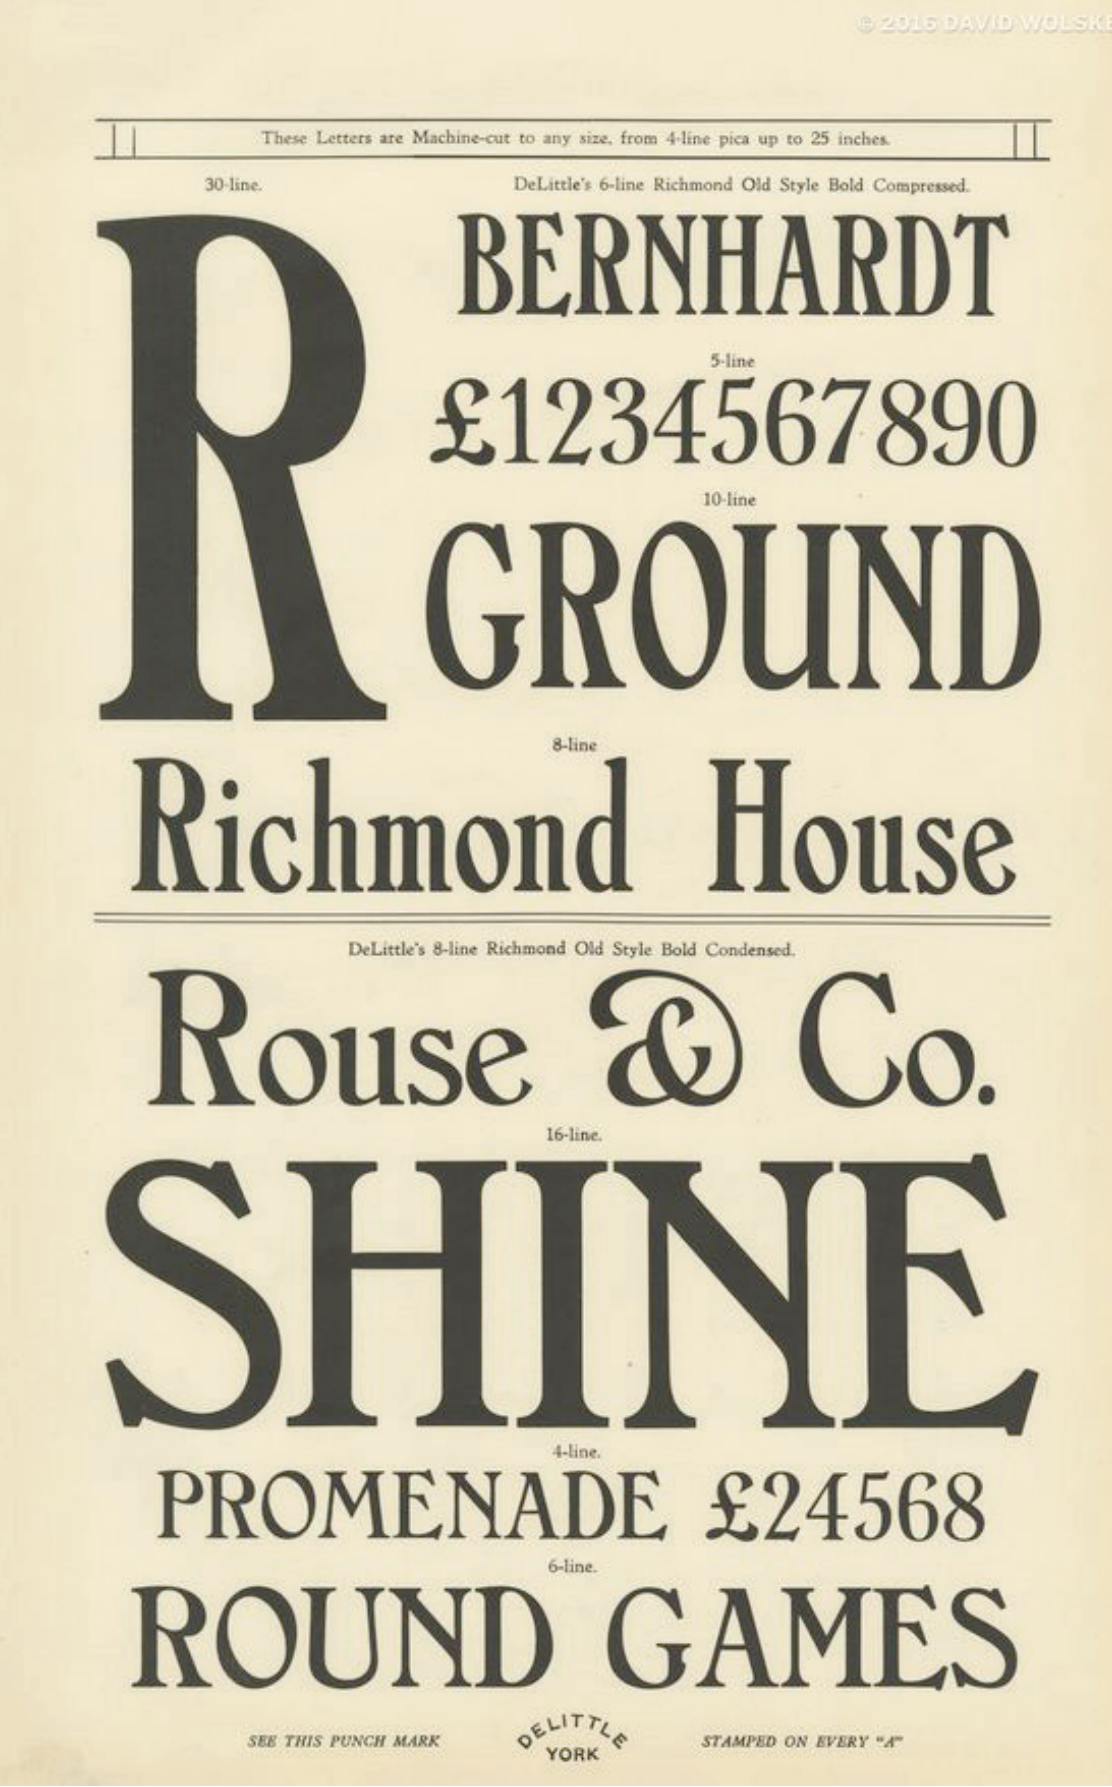 © 2016 DAVID WOLSKE
These Letters are Machine-cut to any size, from 4-line pica up to 25 inches.
30-line.
DeLittle's 6-line Richmond Old Style Bold Compressed.
R
BERNHARDT
5-line
£1234567890
10-line
GROUND
8-line
Richmond House
DeLittle's 8-line Richmond Old Style Bold Condensed.
Rouse & Co.
16-line.
SHINE
4-line.
PROMENADE £24568
6-line.
ROUND GAMES
SEE THIS PUNCH MARK
DELITTLE
YORK
STAMPED ON EVERY “A”